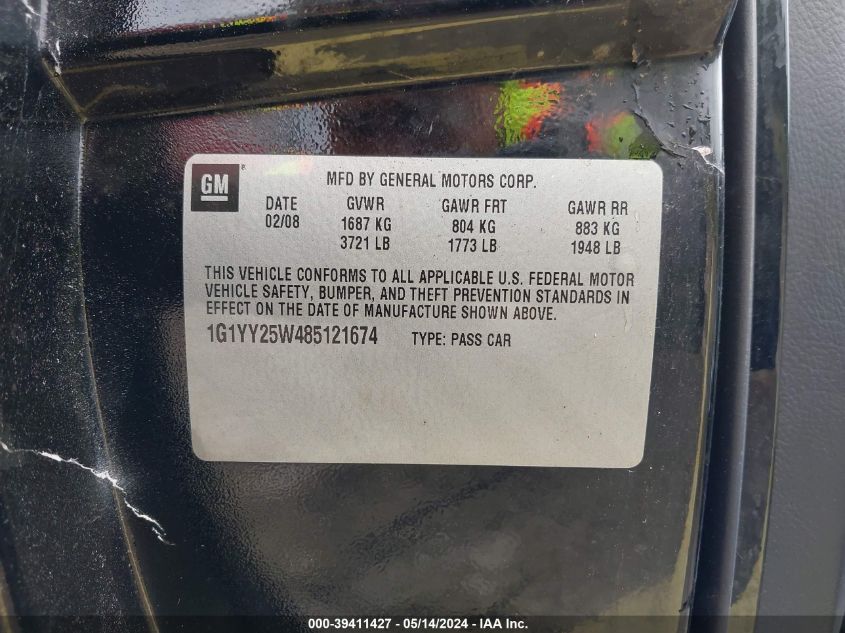 GM
MFD BY GENERAL MOTORS CORP.
DATE GVWR GAWR FRT GAWR RR
02/08 1687 KG 804 KG 883 KG
3721 LB 1773 LB 1948 LB
THIS VEHICLE CONFORMS TO ALL APPLICABLE U.S. FEDERAL MOTOR
VEHICLE SAFETY, BUMPER, AND THEFT PREVENTION STANDARDS IN
EFFECT ON THE DATE OF MANUFACTURE SHOWN ABOVE.
1G1YY25W485121674 TYPE: PASS CAR
000-39411427 - 05/14/2024 - IAA Inc.